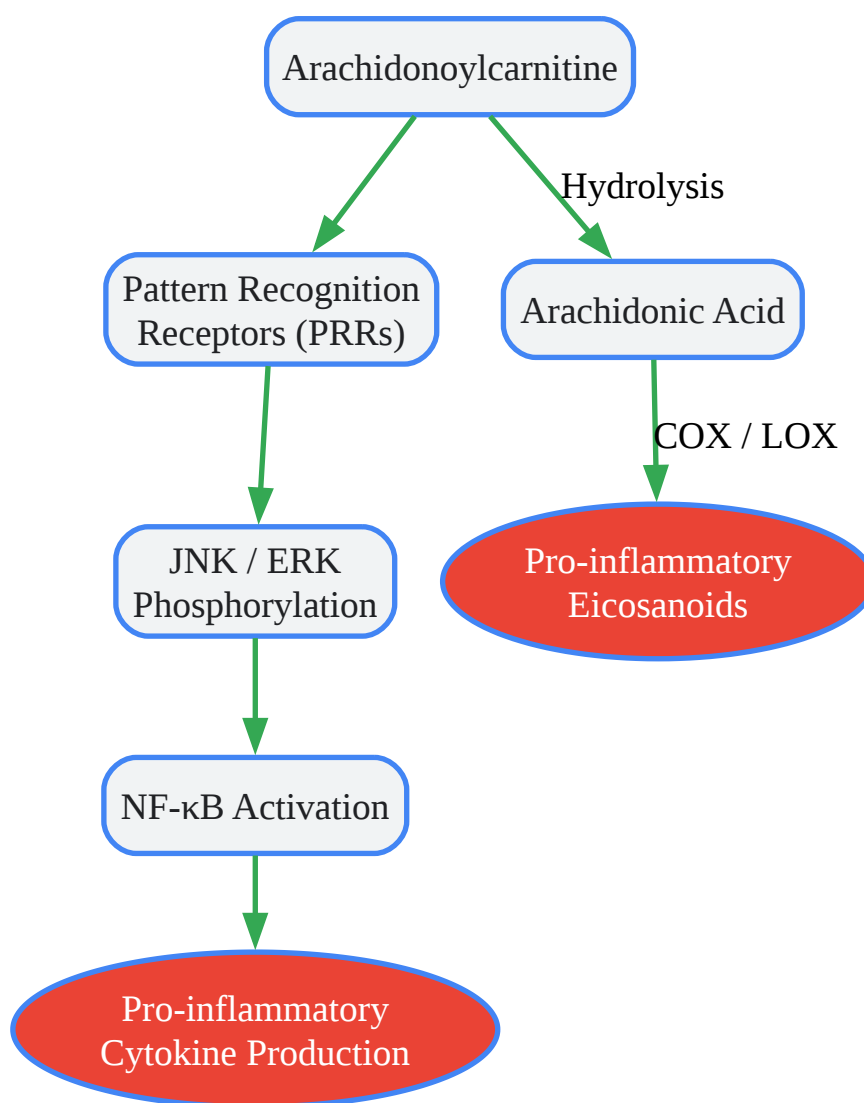 Arachidonoylcarnitine
Hydrolysis
Pattern Recognition
Receptors (PRRs)
Arachidonic Acid
COX / LOX
JNK / ERK
Phosphorylation
Pro-inflammatory
Eicosanoids
NF-κB Activation
Pro-inflammatory
Cytokine Production